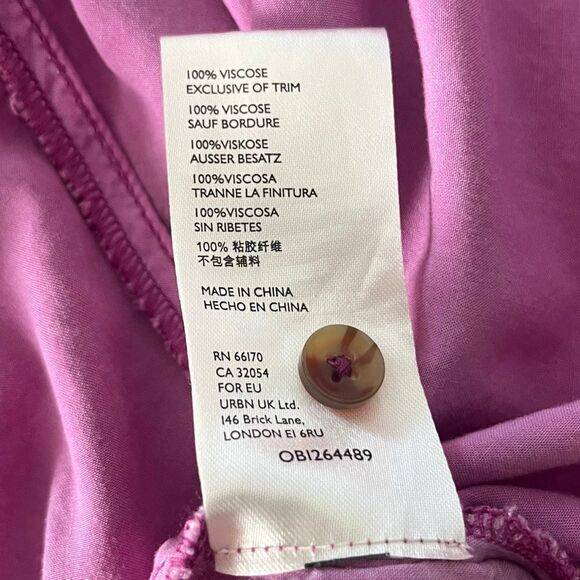 100% VISCOSE
EXCLUSIVE OF TRIM
100% VISCOSE
SAUF BORDURE
100%VISKOSE
AUSSER BESATZ
100%VISCOSA
TRANNE LA FINITURA
100%VISCOSA
SIN RIBETES
100% 粘胶纤维
不包含辅料
MADE IN CHINA
HECHO EN CHINA
RN 66170
CA 32054
FOR EU
URBN UK Ltd.
146 Brick Lane,
LONDON E1 6RU
OB1264489